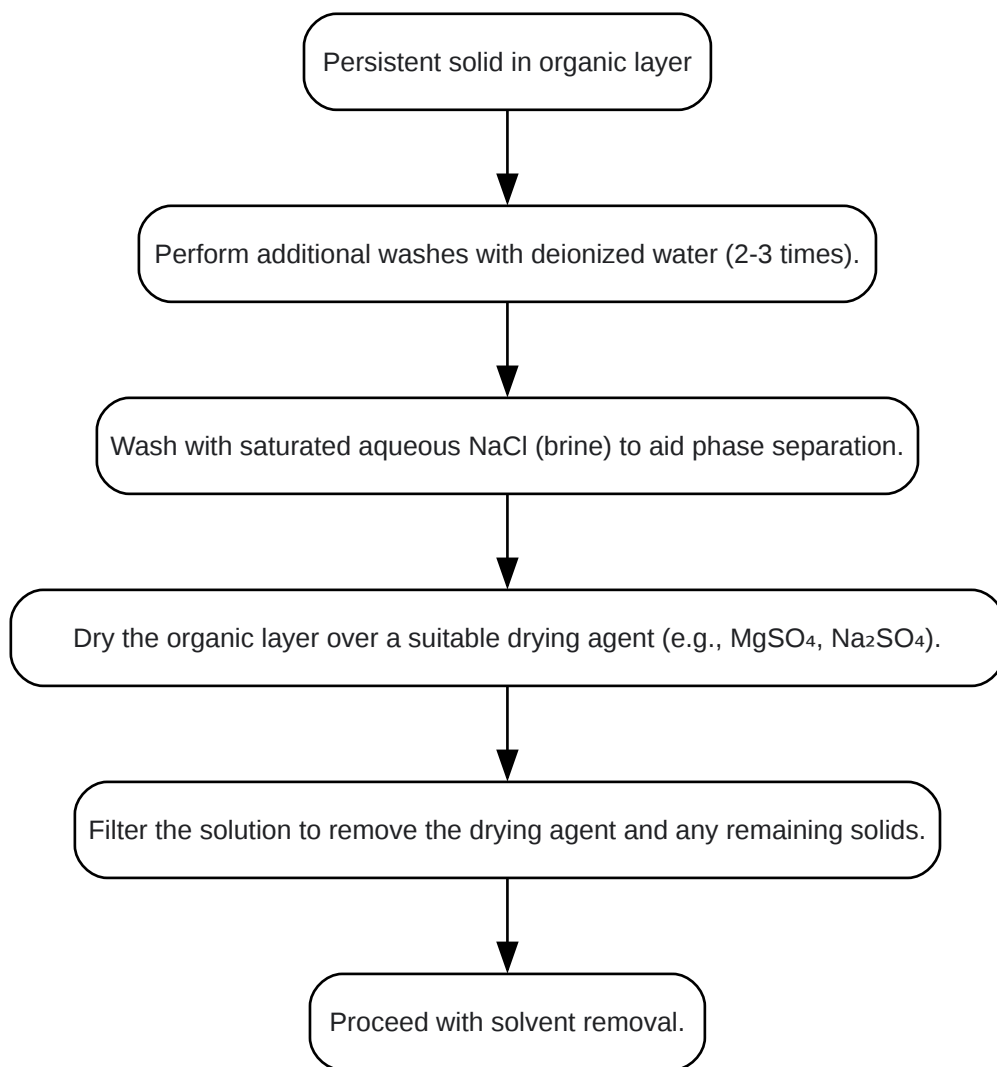 Persistent solid in organic layer
Perform additional washes with deionized water (2-3 times).
Wash with saturated aqueous NaCl (brine) to aid phase separation.
Dry the organic layer over a suitable drying agent (e.g., MgSO₄, Na₂SO₄).
Filter the solution to remove the drying agent and any remaining solids.
Proceed with solvent removal.